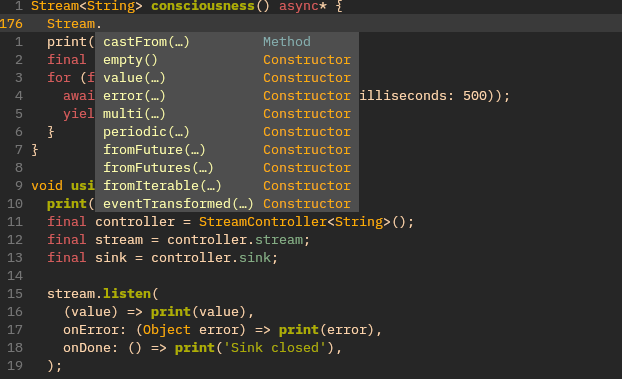 1 Stream<String> consciousness() async* {
176 Stream.
1 print(
2 final
3 for (f
4 awai illiseconds: 500));
5 yiel
6 }
7 }
8
9 void usi
10 print(
castFrom(…) Method
empty() Constructor
value(…) Constructor
error(…) Constructor
multi(…) Constructor
periodic(…) Constructor
fromFuture(…) Constructor
fromFutures(…) Constructor
fromIterable(…) Constructor
eventTransformed(…) Constructor
11 final controller = StreamController<String>();
12 final stream = controller.stream;
13 final sink = controller.sink;
14
15 stream.listen(
16 (value) => print(value),
17 onError: (Object error) => print(error),
18 onDone: () => print('Sink closed'),
19 );